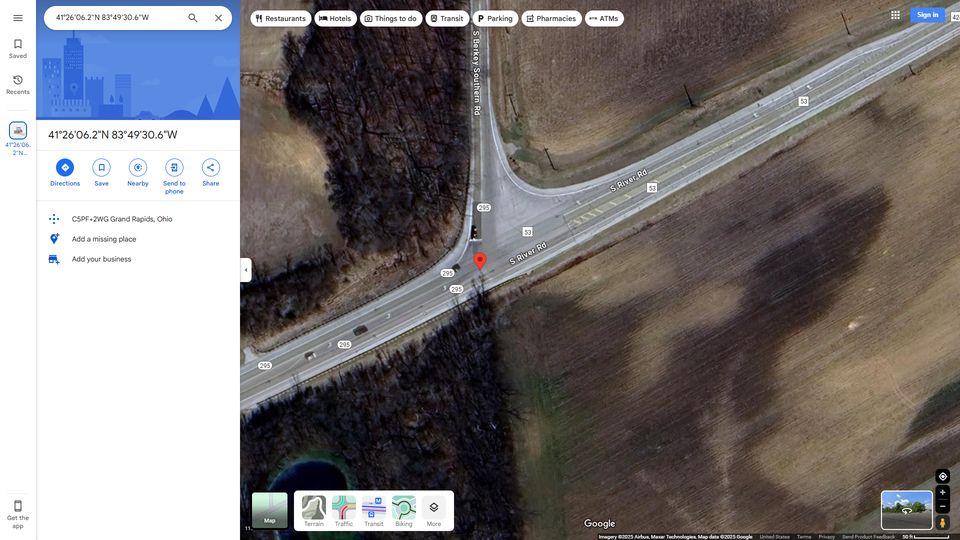 41°26'06.2"N 83°49'30.6"W
Restaurants
Hotels
Things to do
Transit
Parking
Pharmacies
ATMs
Sign in
Saved
Recents
41°26'06.
2"N...
41°26'06.2"N 83°49'30.6"W
Directions
Save
Nearby
Send to
phone
Share
C5PF+2WG Grand Rapids, Ohio
Add a missing place
Add your business
Get the
app
S Berkey Southern Rd
53
S River Rd
53
295
53
S River Rd
295
295
295
295
Map
Terrain
Traffic
Transit
Biking
More
Google
Imagery ©2025 Airbus, Maxar Technologies, Map data ©2025 Google
United States
Terms
Privacy
Send Product Feedback
50 ft